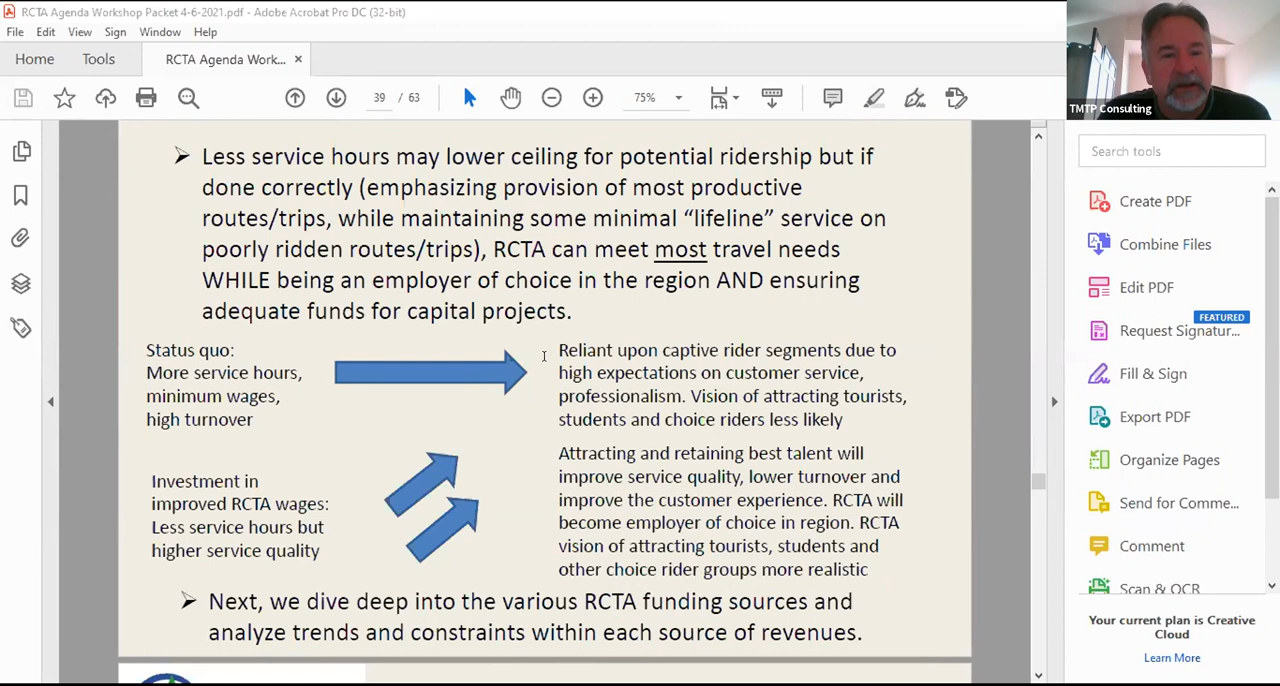 RCTA Agenda Workshop Packet 4-6-2021.pdf - Adobe Acrobat Pro DC (32-bit)
File Edit View Sign Window Help
Home Tools RCTA Agenda Work... ×
39 / 63 75%
TMTP Consulting
Less service hours may lower ceiling for potential ridership but if
done correctly (emphasizing provision of most productive
routes/trips, while maintaining some minimal “lifeline” service on
poorly ridden routes/trips), RCTA can meet most travel needs
WHILE being an employer of choice in the region AND ensuring
adequate funds for capital projects.
Status quo:
More service hours,
minimum wages,
high turnover
Reliant upon captive rider segments due to
high expectations on customer service,
professionalism. Vision of attracting tourists,
students and choice riders less likely
Investment in
improved RCTA wages:
Less service hours but
higher service quality
Attracting and retaining best talent will
improve service quality, lower turnover and
improve the customer experience. RCTA will
become employer of choice in region. RCTA
vision of attracting tourists, students and
other choice rider groups more realistic
Next, we dive deep into the various RCTA funding sources and
analyze trends and constraints within each source of revenues.
Search tools
Create PDF
Combine Files
Edit PDF
FEATURED
Request Signatur...
Fill & Sign
Export PDF
Organize Pages
Send for Comme...
Comment
Scan & OCR
Your current plan is Creative
Cloud
Learn More